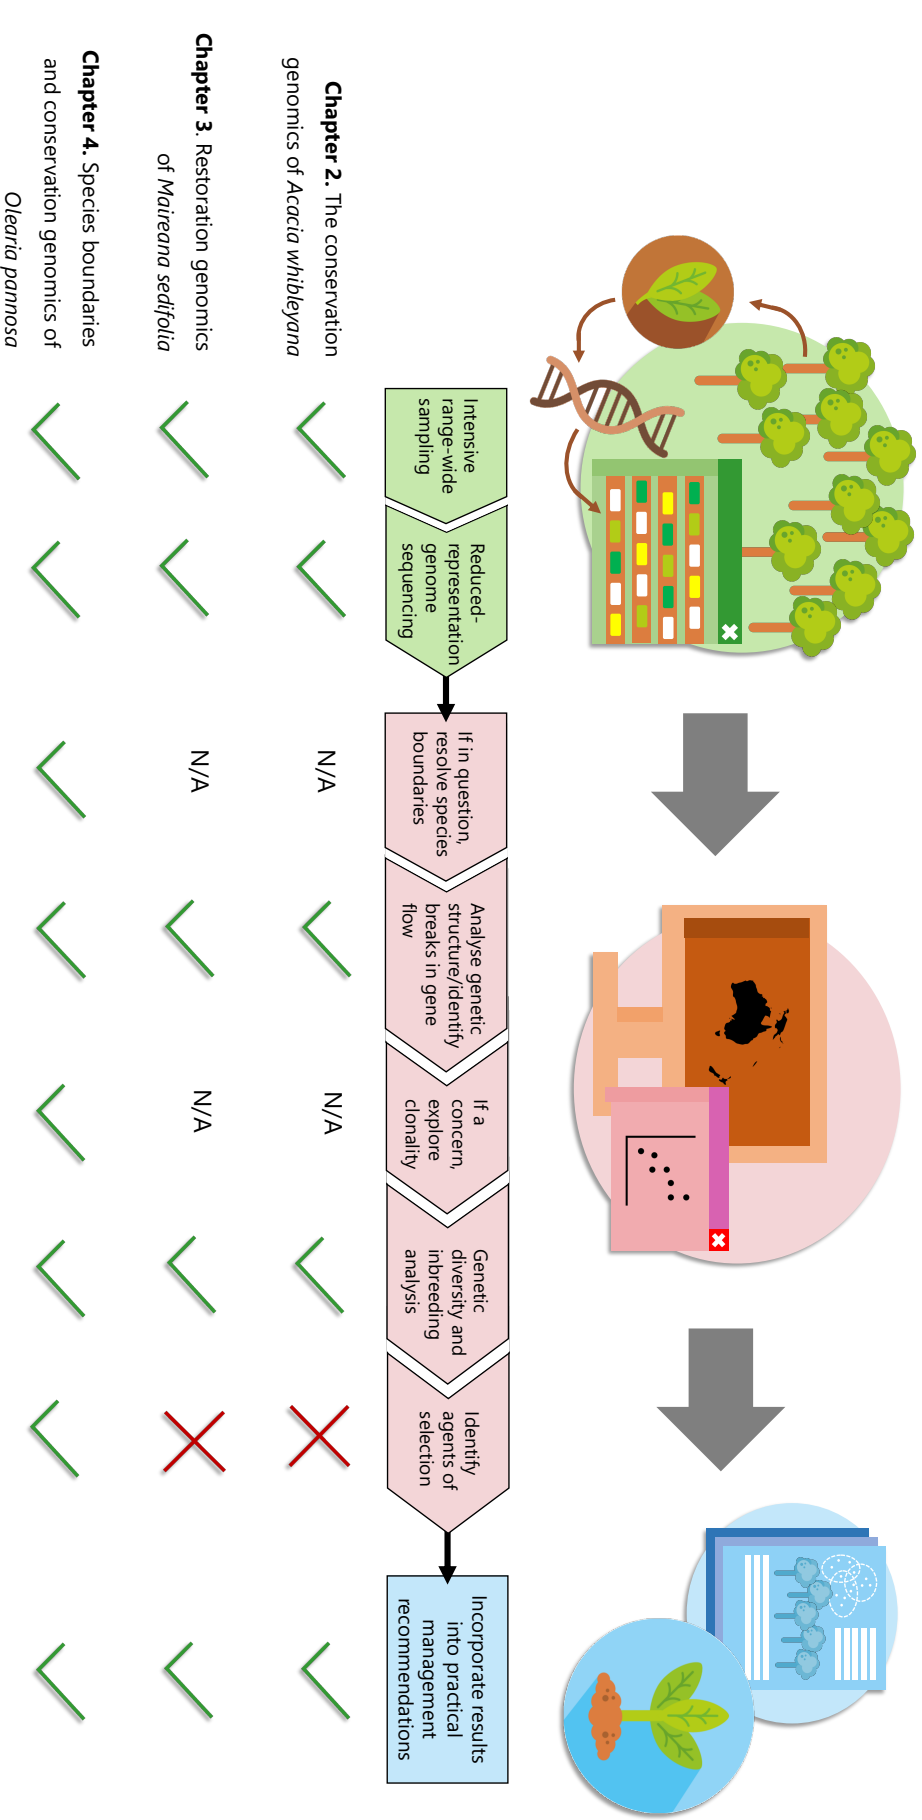 Intensive
range-wide
sampling
Reduced-
representation
genome
sequencing
If in question,
resolve species
boundaries
Analyse genetic
structure/identify
breaks in gene
flow
If a
concern,
explore
clonality
Genetic
diversity and
inbreeding
analysis
Identify
agents of
selection
Incorporate results
into practical
management
recommendations
Chapter 2. The conservation
genomics of Acacia whibleyana
N/A
N/A
Chapter 3. Restoration genomics
of Maireana sedifolia
N/A
N/A
Chapter 4. Species boundaries
and conservation genomics of
Olearia pannosa